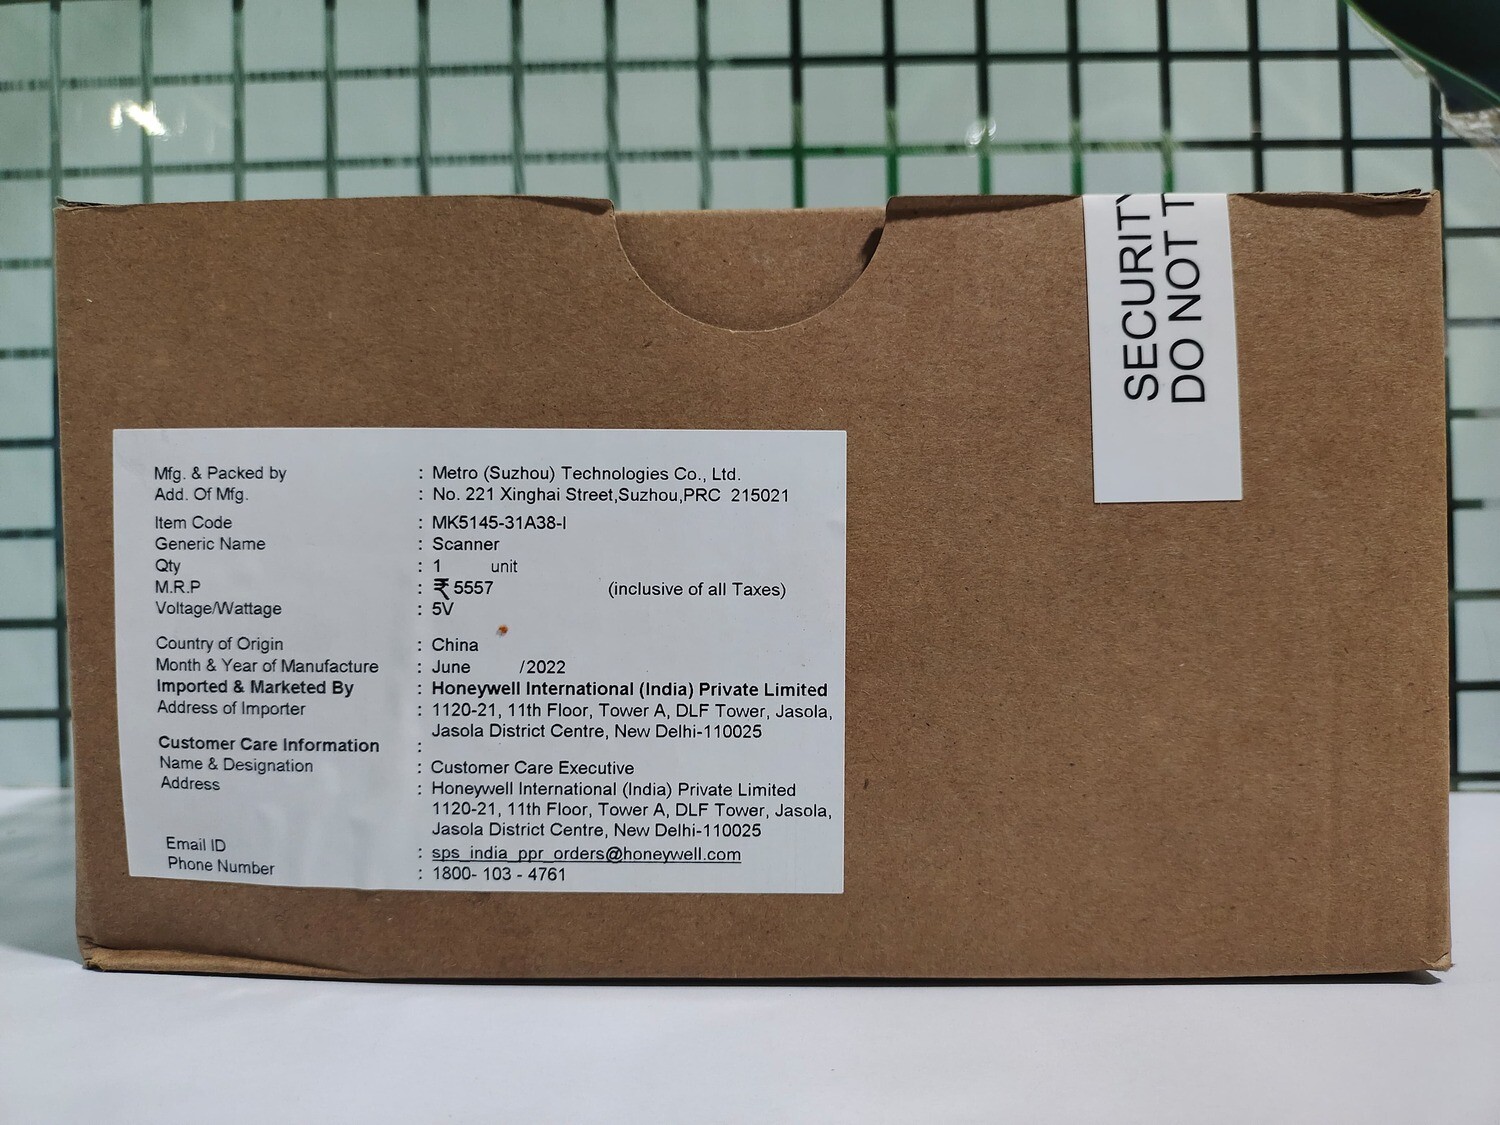 SECURITY
DO NOT T
Mfg. & Packed by : Metro (Suzhou) Technologies Co., Ltd.
Add. Of Mfg. : No. 221 Xinghai Street,Suzhou,PRC 215021
Item Code : MK5145-31A38-I
Generic Name : Scanner
Qty : 1 unit
M.R.P : ₹ 5557 (inclusive of all Taxes)
Voltage/Wattage : 5V
Country of Origin : China
Month & Year of Manufacture : June /2022
Imported & Marketed By : Honeywell International (India) Private Limited
Address of Importer : 1120-21, 11th Floor, Tower A, DLF Tower, Jasola,
Jasola District Centre, New Delhi-110025
Customer Care Information :
Name & Designation : Customer Care Executive
Address : Honeywell International (India) Private Limited
1120-21, 11th Floor, Tower A, DLF Tower, Jasola,
Jasola District Centre, New Delhi-110025
Email ID : sps_india_ppr_orders@honeywell.com
Phone Number : 1800- 103 - 4761